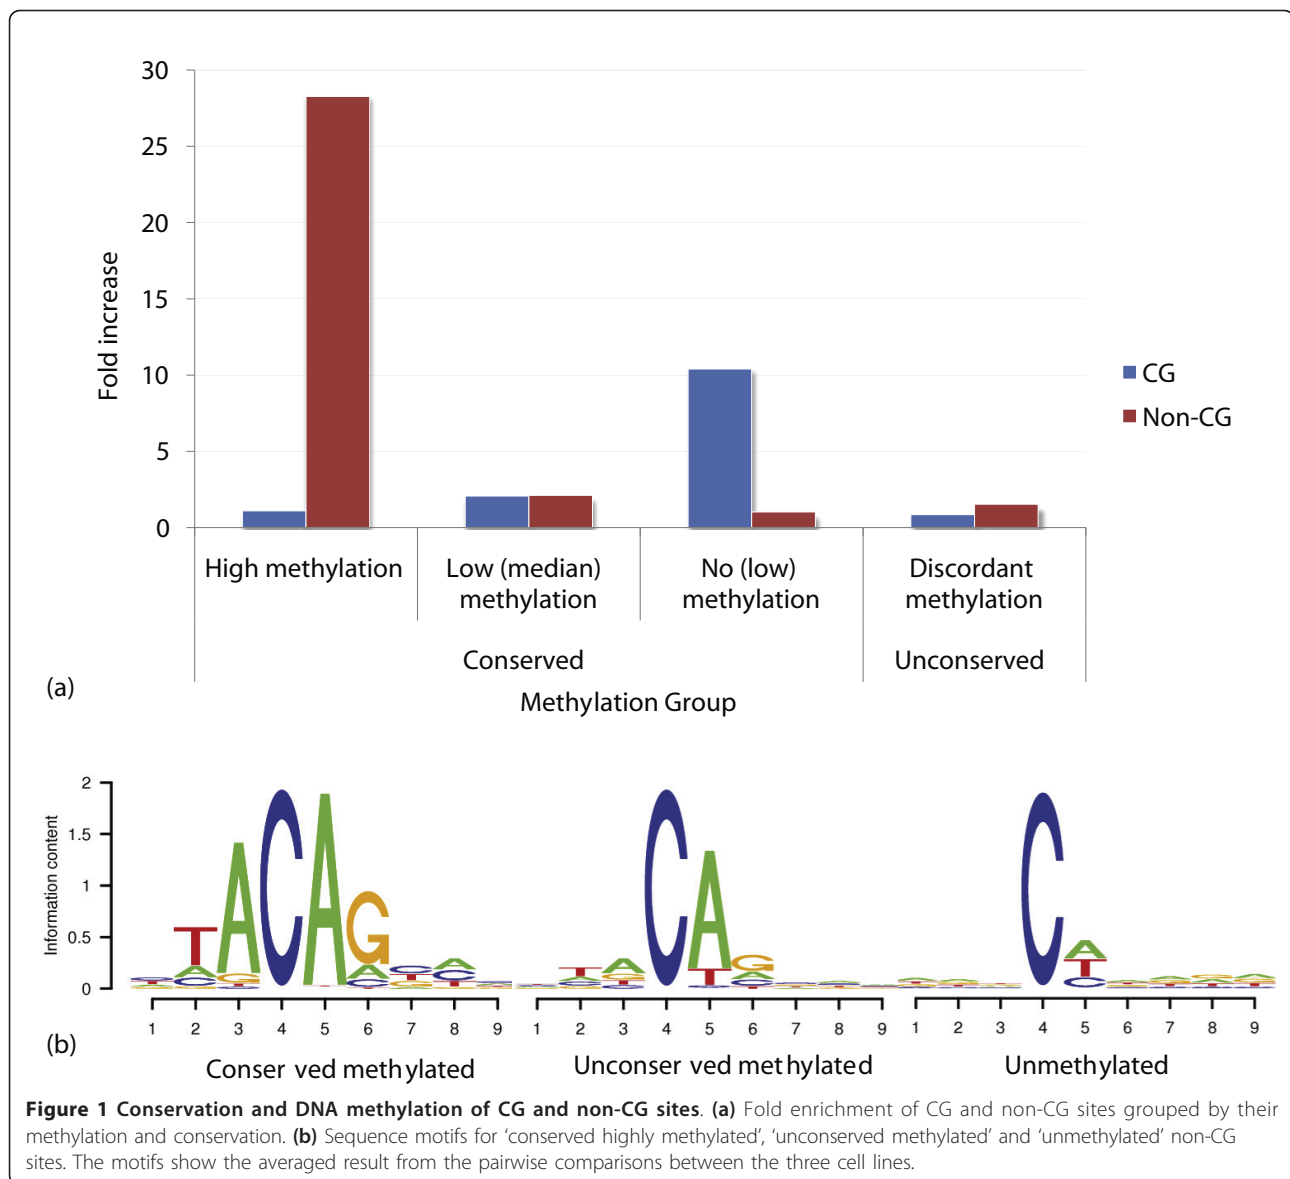 30
25
20
15
10
5
0
Fold increase
CG
Non-CG
High methylation
Low (median)
methylation
No (low)
methylation
Discordant
methylation
Conserved
Unconserved
Methylation Group
(a)
2
1.5
1
0.5
0
Information content
T A C A G
C A G
C A T C
1 2 3 4 5 6 7 8 9
1 2 3 4 5 6 7 8 9
1 2 3 4 5 6 7 8 9
(b)
Conser ved methylated
Unconser ved methylated
Unmethylated
Figure 1 Conservation and DNA methylation of CG and non-CG sites. (a) Fold enrichment of CG and non-CG sites grouped by their
methylation and conservation. (b) Sequence motifs for ‘conserved highly methylated’, ‘unconserved methylated’ and ‘unmethylated’ non-CG
sites. The motifs show the averaged result from the pairwise comparisons between the three cell lines.